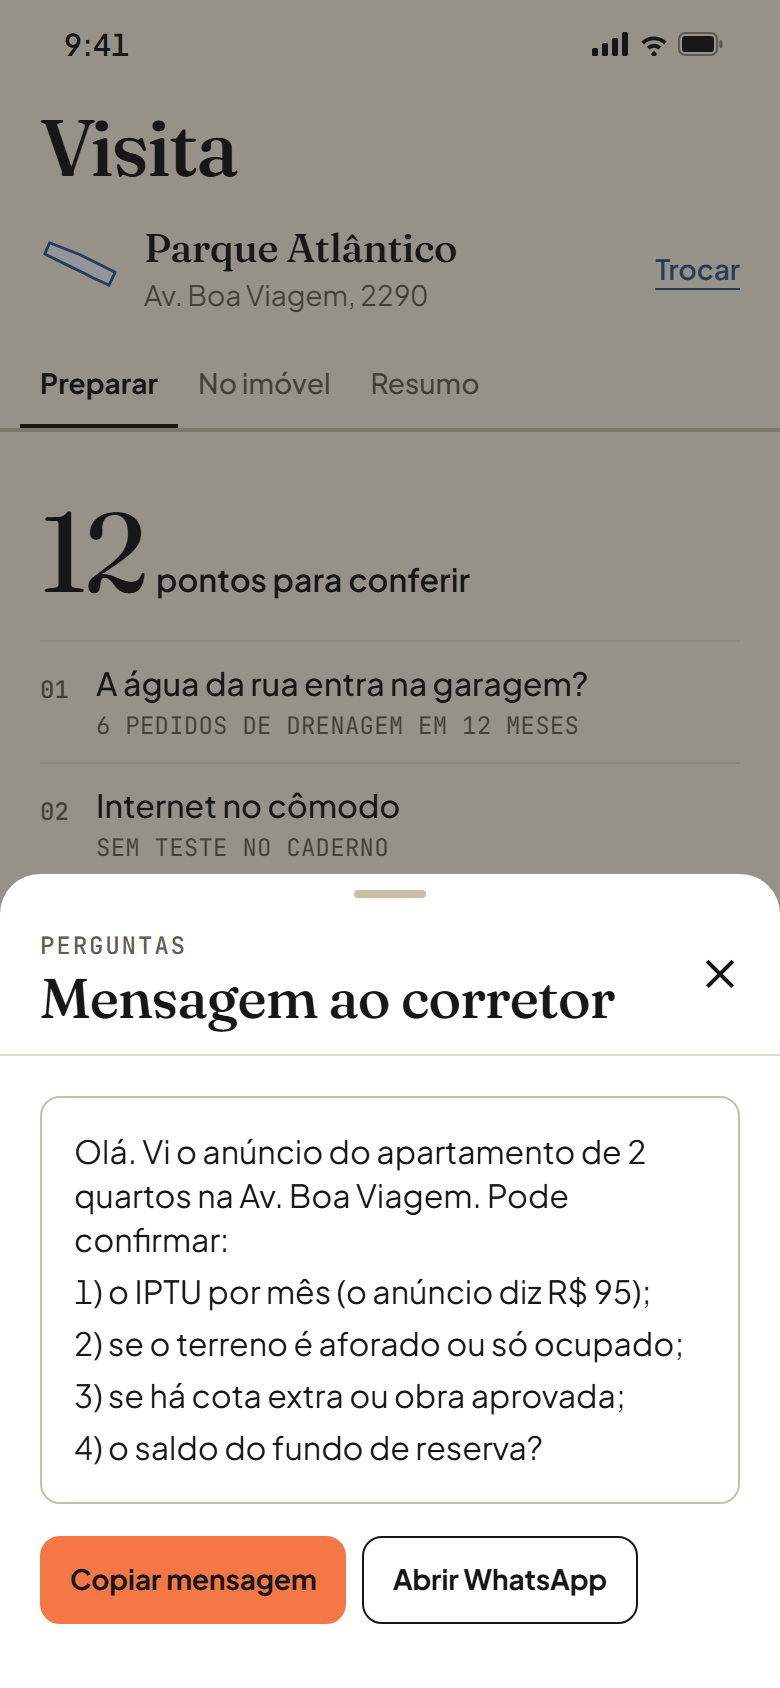 9:41
Visita
Parque Atlântico
Av. Boa Viagem, 2290
Trocar
Preparar
No imóvel
Resumo
12 pontos para conferir
01 A água da rua entra na garagem?
6 PEDIDOS DE DRENAGEM EM 12 MESES
02 Internet no cômodo
SEM TESTE NO CADERNO
PERGUNTAS
Mensagem ao corretor
Olá. Vi o anúncio do apartamento de 2
quartos na Av. Boa Viagem. Pode
confirmar:
1) o IPTU por mês (o anúncio diz R$ 95);
2) se o terreno é aforado ou só ocupado;
3) se há cota extra ou obra aprovada;
4) o saldo do fundo de reserva?
Copiar mensagem
Abrir WhatsApp